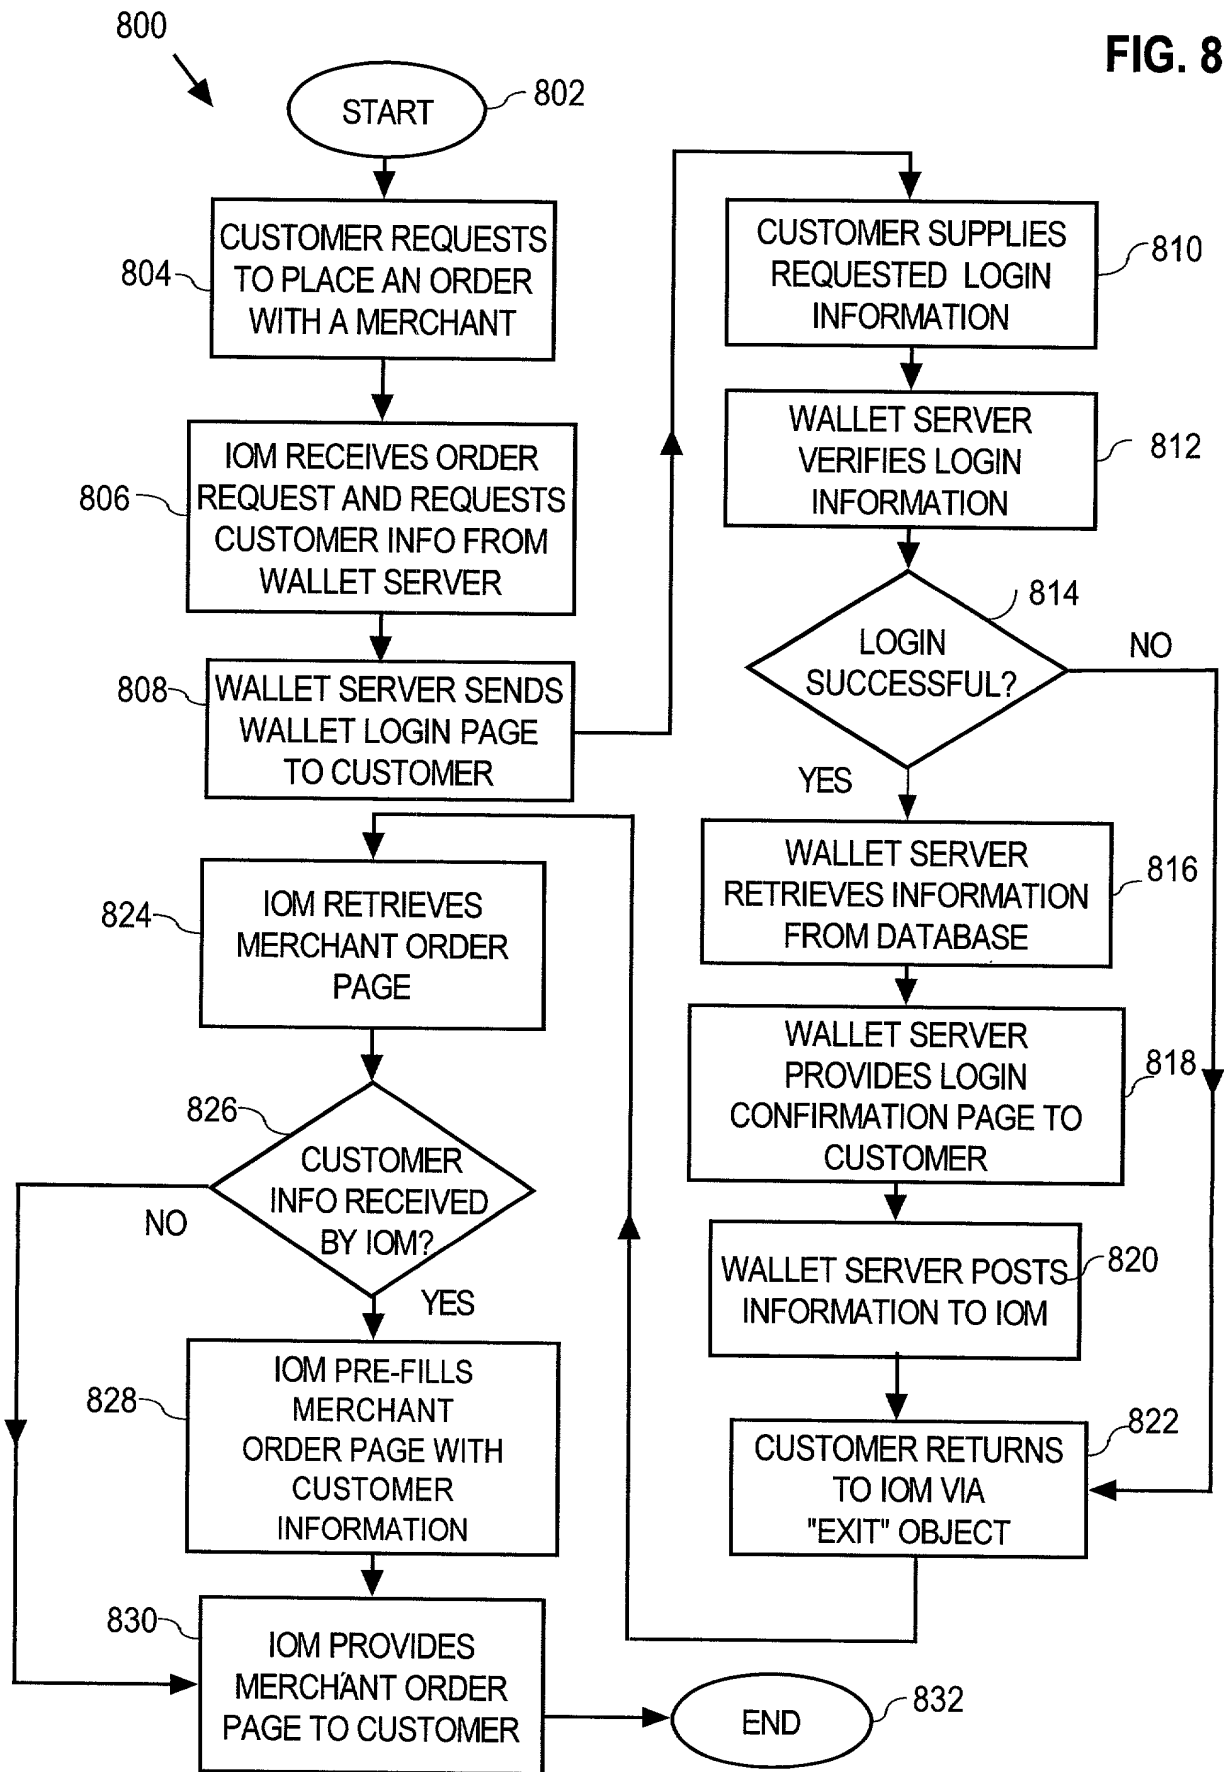 FIG. 8
800
START
802
CUSTOMER REQUESTS
TO PLACE AN ORDER
WITH A MERCHANT
804
IOM RECEIVES ORDER
REQUEST AND REQUESTS
CUSTOMER INFO FROM
WALLET SERVER
806
WALLET SERVER SENDS
WALLET LOGIN PAGE
TO CUSTOMER
808
CUSTOMER SUPPLIES
REQUESTED LOGIN
INFORMATION
810
WALLET SERVER
VERIFIES LOGIN
INFORMATION
812
LOGIN
SUCCESSFUL?
814
NO
YES
WALLET SERVER
RETRIEVES INFORMATION
FROM DATABASE
816
WALLET SERVER
PROVIDES LOGIN
CONFIRMATION PAGE TO
CUSTOMER
818
WALLET SERVER POSTS
INFORMATION TO IOM
820
CUSTOMER RETURNS
TO IOM VIA
"EXIT" OBJECT
822
IOM RETRIEVES
MERCHANT ORDER
PAGE
824
CUSTOMER
INFO RECEIVED
BY IOM?
826
NO
YES
IOM PRE-FILLS
MERCHANT
ORDER PAGE WITH
CUSTOMER
INFORMATION
828
IOM PROVIDES
MERCHANT ORDER
PAGE TO CUSTOMER
830
END
832